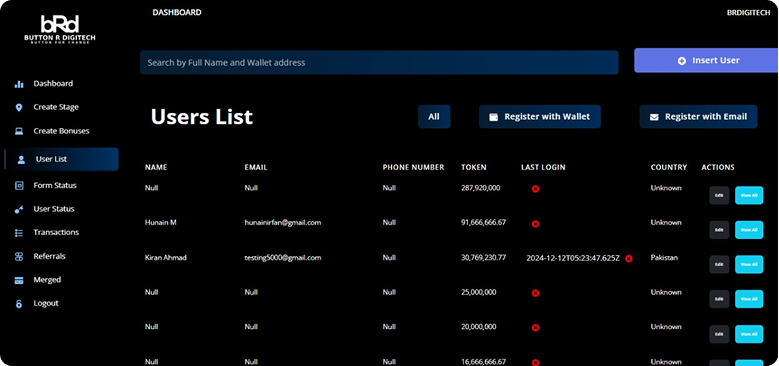 bRd
BUTTON R DIGITECH
BUTTON FOR CHANGE
DASHBOARD
BRDIGITECH
Search by Full Name and Wallet address
Insert User
Dashboard
Create Stage
Create Bonuses
User List
Form Status
User Status
Transactions
Referrals
Merged
Logout
Users List
All
Register with Wallet
Register with Email
NAME EMAIL PHONE NUMBER TOKEN LAST LOGIN COUNTRY ACTIONS
Null Null Null 287,920,000 Unknown Edit View All
Hunain M hunainirfan@gmail.com Null 91,666,666.67 Unknown Edit View All
Kiran Ahmad testing5000@gmail.com Null 30,769,230.77 2024-12-12T05:23:47.625Z Pakistan Edit View All
Null Null Null 25,000,000 Unknown Edit View All
Null Null Null 20,000,000 Unknown Edit View All
Null Null Null 16,666,666.67 Unknown Edit View All